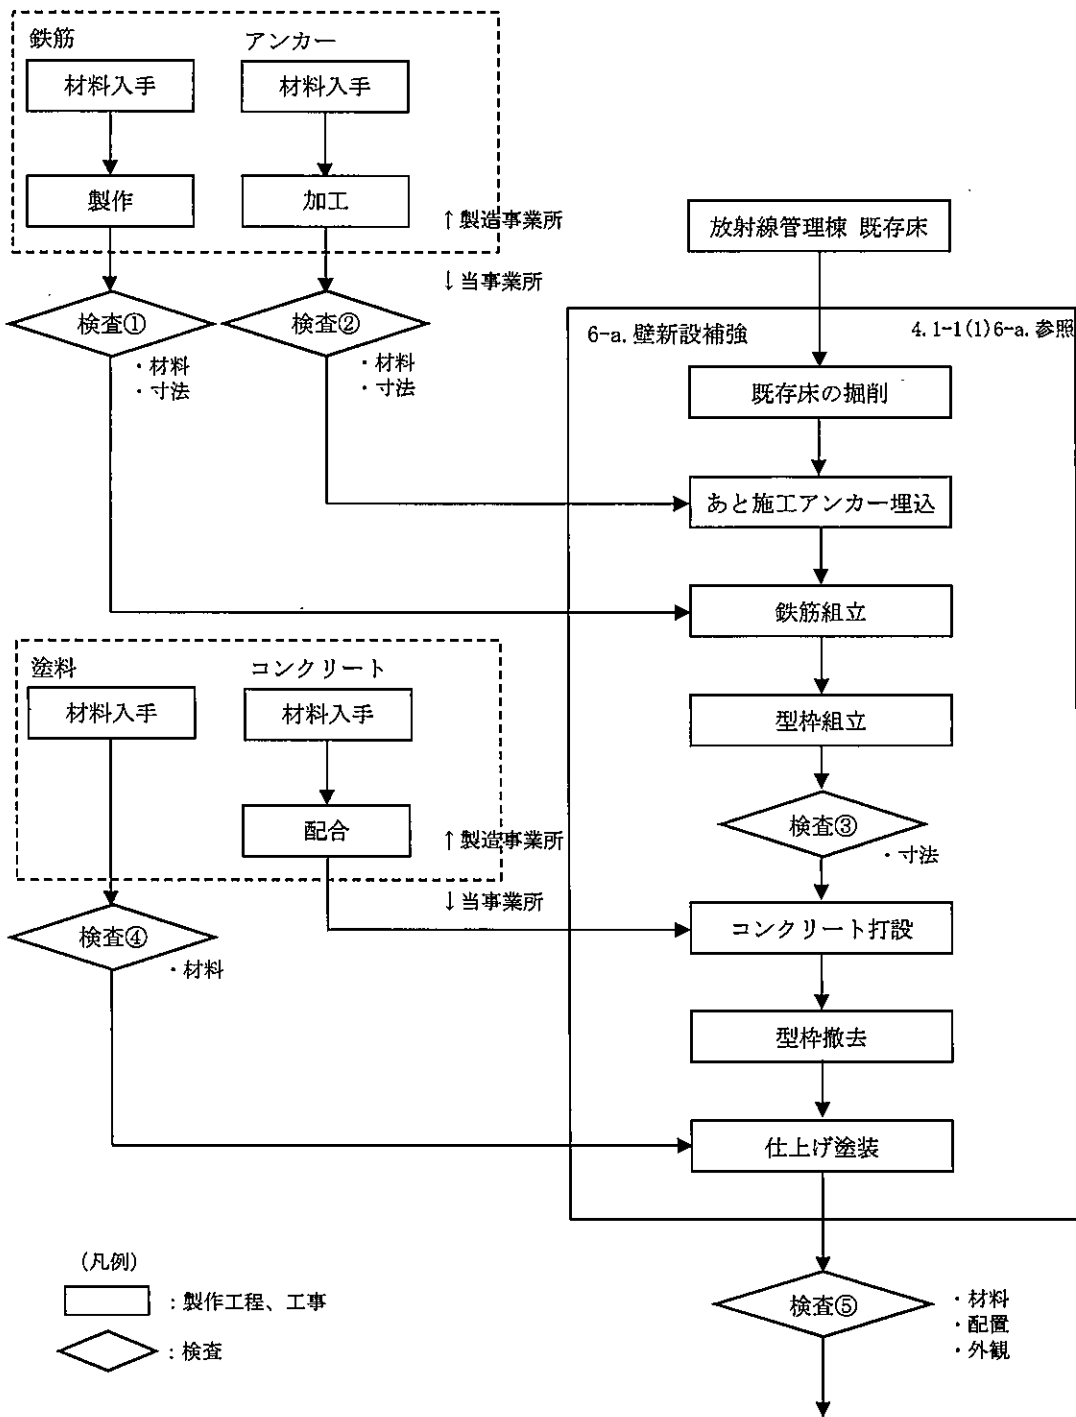 鉄筋
アンカー
材料入手
材料入手
製作
加工
↑製造事業所
↓当事業所
検査①
・材料
・寸法
検査②
・材料
・寸法
放射線管理棟 既存床
6-a. 壁新設補強
4.1-1(1)6-a. 参照
既存床の掘削
あと施工アンカー埋込
鉄筋組立
型枠組立
検査③
・寸法
塗料
コンクリート
材料入手
材料入手
配合
↑製造事業所
↓当事業所
検査④
・材料
コンクリート打設
型枠撤去
仕上げ塗装
検査⑤
・材料
・配置
・外観
(凡例)
:製作工程、工事
:検査